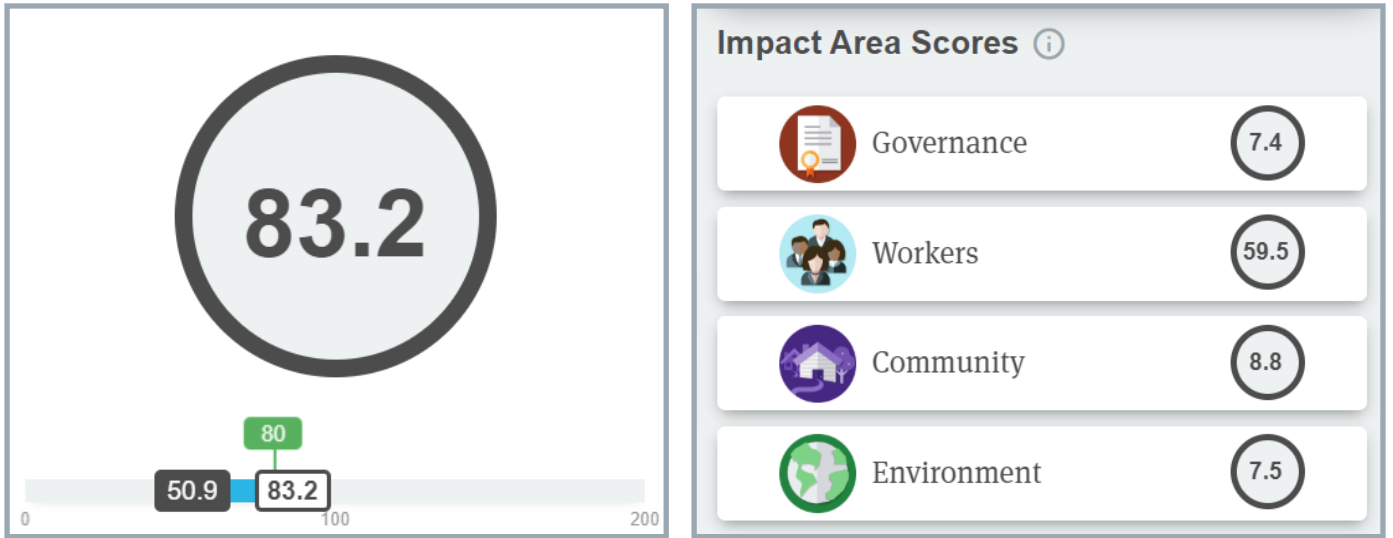 83.2
80
50.9
83.2
0
100
200
Impact Area Scores
Governance 7.4
Workers 59.5
Community 8.8
Environment 7.5